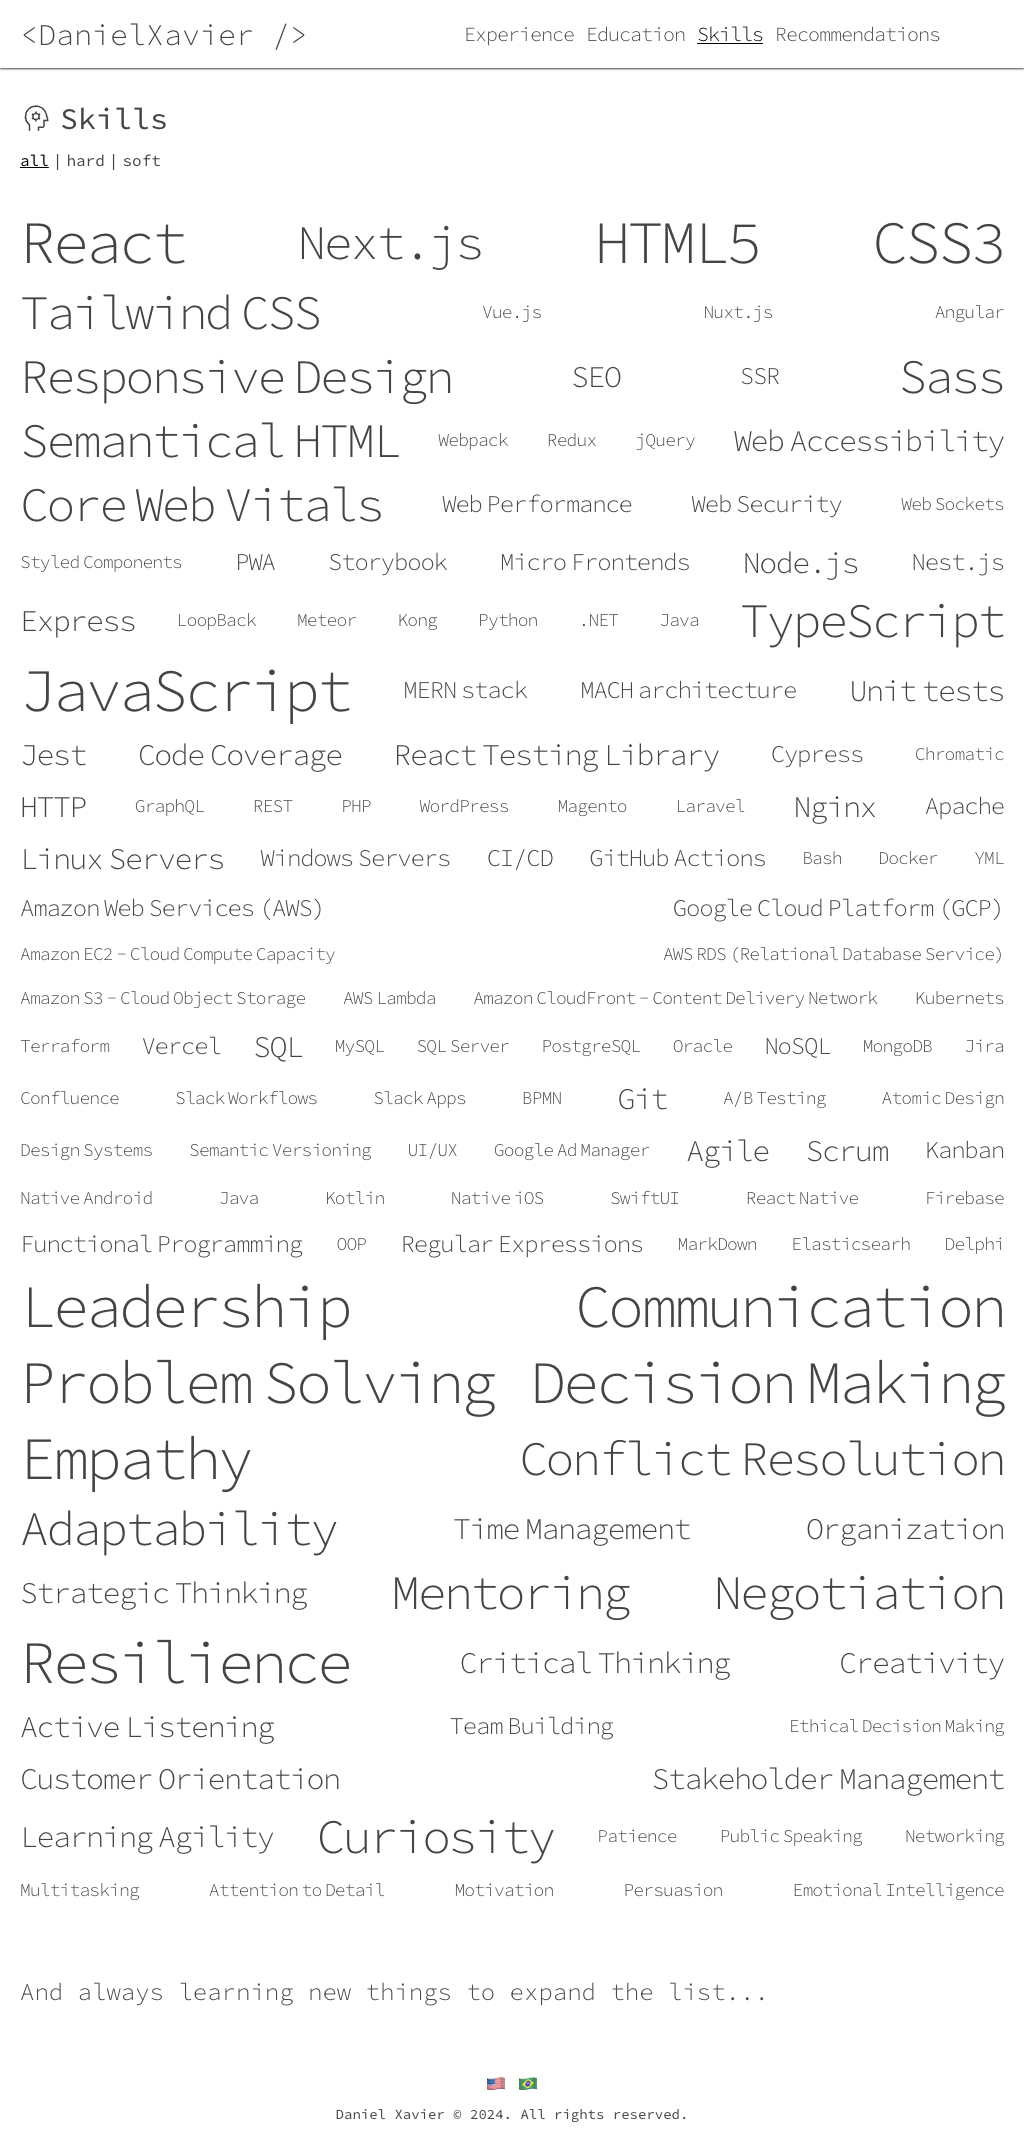 <DanielXavier /> Experience Education Skills Recommendations
Skills
all | hard | soft
React Next.js HTML5 CSS3
Tailwind CSS Vue.js Nuxt.js Angular
Responsive Design SEO SSR Sass
Semantical HTML Webpack Redux jQuery Web Accessibility
Core Web Vitals Web Performance Web Security Web Sockets
Styled Components PWA Storybook Micro Frontends Node.js Nest.js
Express LoopBack Meteor Kong Python .NET Java TypeScript
JavaScript MERN stack MACH architecture Unit tests
Jest Code Coverage React Testing Library Cypress Chromatic
HTTP GraphQL REST PHP WordPress Magento Laravel Nginx Apache
Linux Servers Windows Servers CI/CD GitHub Actions Bash Docker YML
Amazon Web Services (AWS) Google Cloud Platform (GCP)
Amazon EC2 - Cloud Compute Capacity AWS RDS (Relational Database Service)
Amazon S3 - Cloud Object Storage AWS Lambda Amazon CloudFront - Content Delivery Network Kubernets
Terraform Vercel SQL MySQL SQL Server PostgreSQL Oracle NoSQL MongoDB Jira
Confluence Slack Workflows Slack Apps BPMN Git A/B Testing Atomic Design
Design Systems Semantic Versioning UI/UX Google Ad Manager Agile Scrum Kanban
Native Android Java Kotlin Native iOS SwiftUI React Native Firebase
Functional Programming OOP Regular Expressions MarkDown Elasticsearh Delphi
Leadership Communication
Problem Solving Decision Making
Empathy Conflict Resolution
Adaptability Time Management Organization
Strategic Thinking Mentoring Negotiation
Resilience Critical Thinking Creativity
Active Listening Team Building Ethical Decision Making
Customer Orientation Stakeholder Management
Learning Agility Curiosity Patience Public Speaking Networking
Multitasking Attention to Detail Motivation Persuasion Emotional Intelligence
And always learning new things to expand the list...
Daniel Xavier © 2024. All rights reserved.